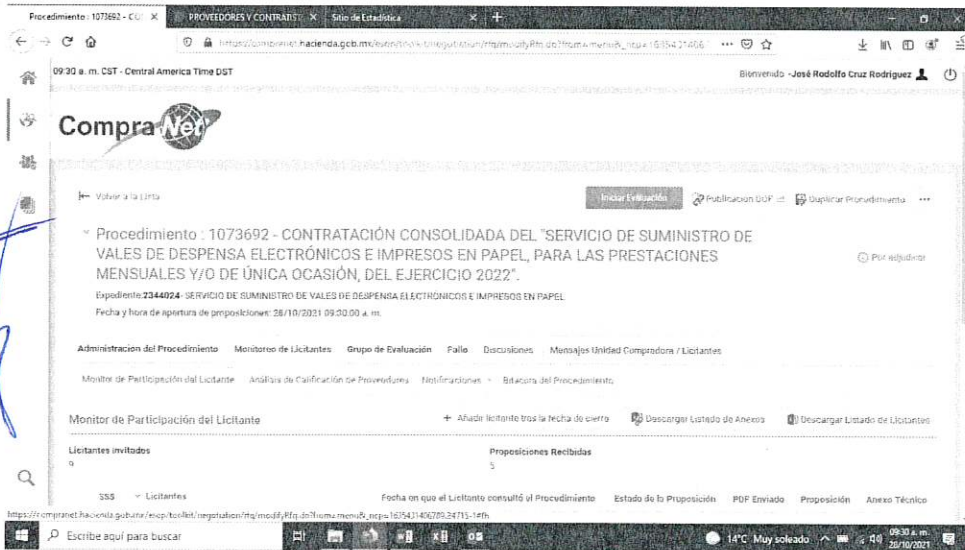 Procedimiento : 1073692 - CO
PROVEEDORES Y CONTRATIST
Sitio de Estadística
09:30 a. m. CST - Central America Time DST
Bienvenido - José Rodolfo Cruz Rodriguez
CompraNet
Volver a la Lista
Iniciar Evaluación
Publicación DOF
Duplicar Procedimiento
Procedimiento : 1073692 - CONTRATACIÓN CONSOLIDADA DEL "SERVICIO DE SUMINISTRO DE
VALES DE DESPENSA ELECTRÓNICOS E IMPRESOS EN PAPEL, PARA LAS PRESTACIONES
MENSUALES Y/O DE ÚNICA OCASIÓN, DEL EJERCICIO 2022".
Por adjudicar
Expediente:2344024- SERVICIO DE SUMINISTRO DE VALES DE DESPENSA ELECTRÓNICOS E IMPRESOS EN PAPEL
Fecha y hora de apertura de proposiciones: 28/10/2021 09:30:00 a. m.
Administración del Procedimiento Monitoreo de Licitantes Grupo de Evaluación Fallo Discusiones Mensajes Unidad Compradora / Licitantes
Monitor de Participación del Licitante Análisis de Calificación de Proveedores Notificaciones Bitácora del Procedimiento
Monitor de Participación del Licitante
+ Añadir licitante tras la fecha de cierre
Descargar Listado de Anexos
Descargar Listado de Licitantes
Licitantes invitados
Proposiciones Recibidas
9
5
SSS Licitantes Fecha en que el Licitante consultó el Procedimiento Estado de la Proposición PDF Enviado Proposición Anexo Técnico
Escribe aquí para buscar
14°C Muy soleado
09:30 a. m.
28/10/2021